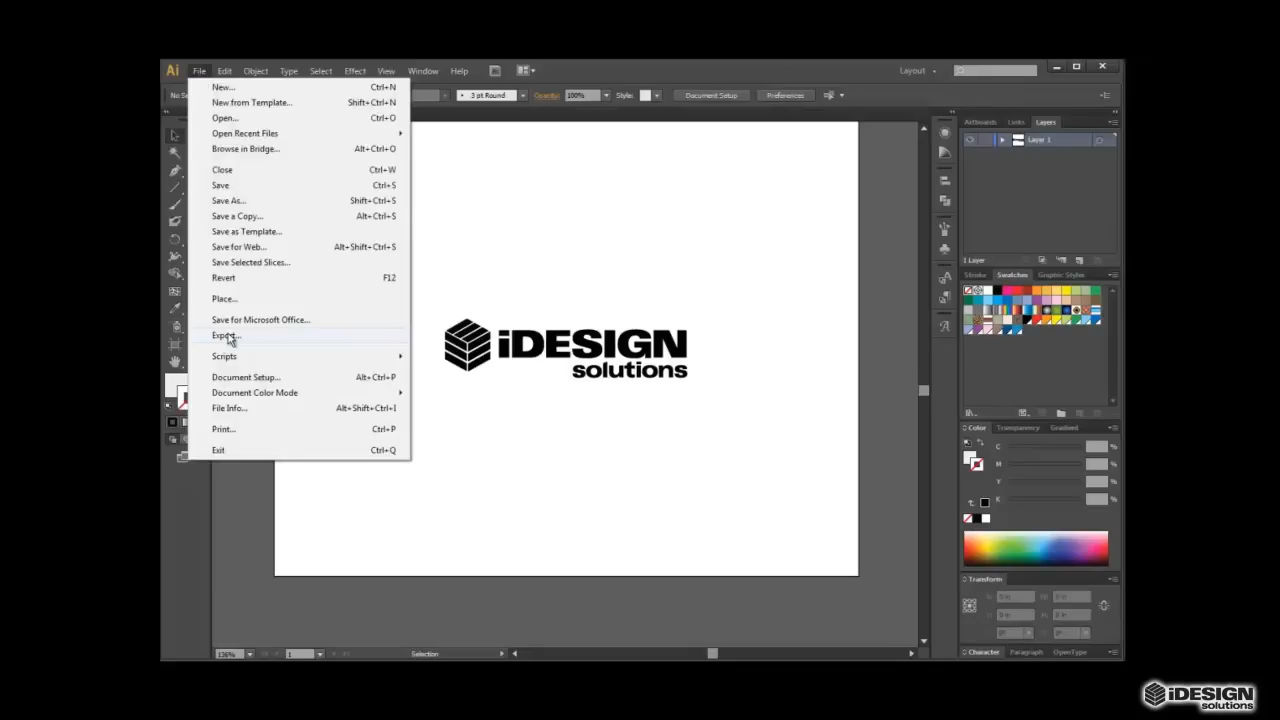 Ai File Edit Object Type Select Effect View Window Help Layout
3 pt Round Opacity: 100% Style: Document Setup Preferences
New... Ctrl+N
New from Template... Shift+Ctrl+N
Open... Ctrl+O
Open Recent Files
Browse in Bridge... Alt+Ctrl+O
Close Ctrl+W
Save Ctrl+S
Save As... Shift+Ctrl+S
Save a Copy... Alt+Ctrl+S
Save as Template...
Save for Web... Alt+Shift+Ctrl+S
Save Selected Slices...
Revert F12
Place...
Save for Microsoft Office...
Export...
Scripts
Document Setup... Alt+Ctrl+P
Document Color Mode
File Info... Alt+Shift+Ctrl+I
Print... Ctrl+P
Exit Ctrl+Q
iDESIGN
solutions
Artboards Links Layers
Layer 1
1 Layer
Stroke Swatches Graphic Styles
Color Transparency Gradient
C %
M %
Y %
K %
Transform
Character Paragraph OpenType
136% 1 Selection
iDESIGN
solutions